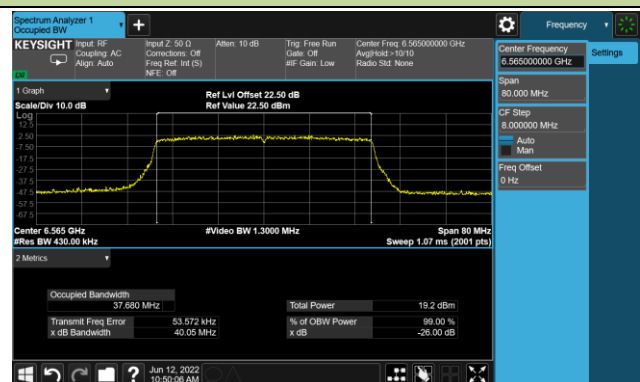 Spectrum Analyzer 1
Occupied BW
Frequency
KEYSIGHT
Input: RF
Coupling: AC
Align: Auto
Input Z: 50 Ω
Corrections: Off
Freq Ref: Int (S)
NFE: Off
Atten: 10 dB
Trig: Free Run
Gate: Off
#IF Gain: Low
Center Freq: 6.565000000 GHz
Avg|Hold:>10/10
Radio Std: None
Center Frequency
6.565000000 GHz
Settings
Span
80.000 MHz
CF Step
8.000000 MHz
Auto
Man
Freq Offset
0 Hz
1 Graph
Scale/Div 10.0 dB
Ref Lvl Offset 22.50 dB
Ref Value 22.50 dBm
Log
12.5
2.50
-7.50
-17.5
-27.5
-37.5
-47.5
-57.5
-67.5
Center 6.565 GHz
#Res BW 430.00 kHz
#Video BW 1.3000 MHz
Span 80 MHz
Sweep 1.07 ms (2001 pts)
2 Metrics
Occupied Bandwidth
37.680 MHz
Total Power 19.2 dBm
Transmit Freq Error 53.572 kHz
% of OBW Power 99.00 %
x dB Bandwidth 40.05 MHz
x dB -26.00 dB
?
Jun 12, 2022
10:50:06 AM